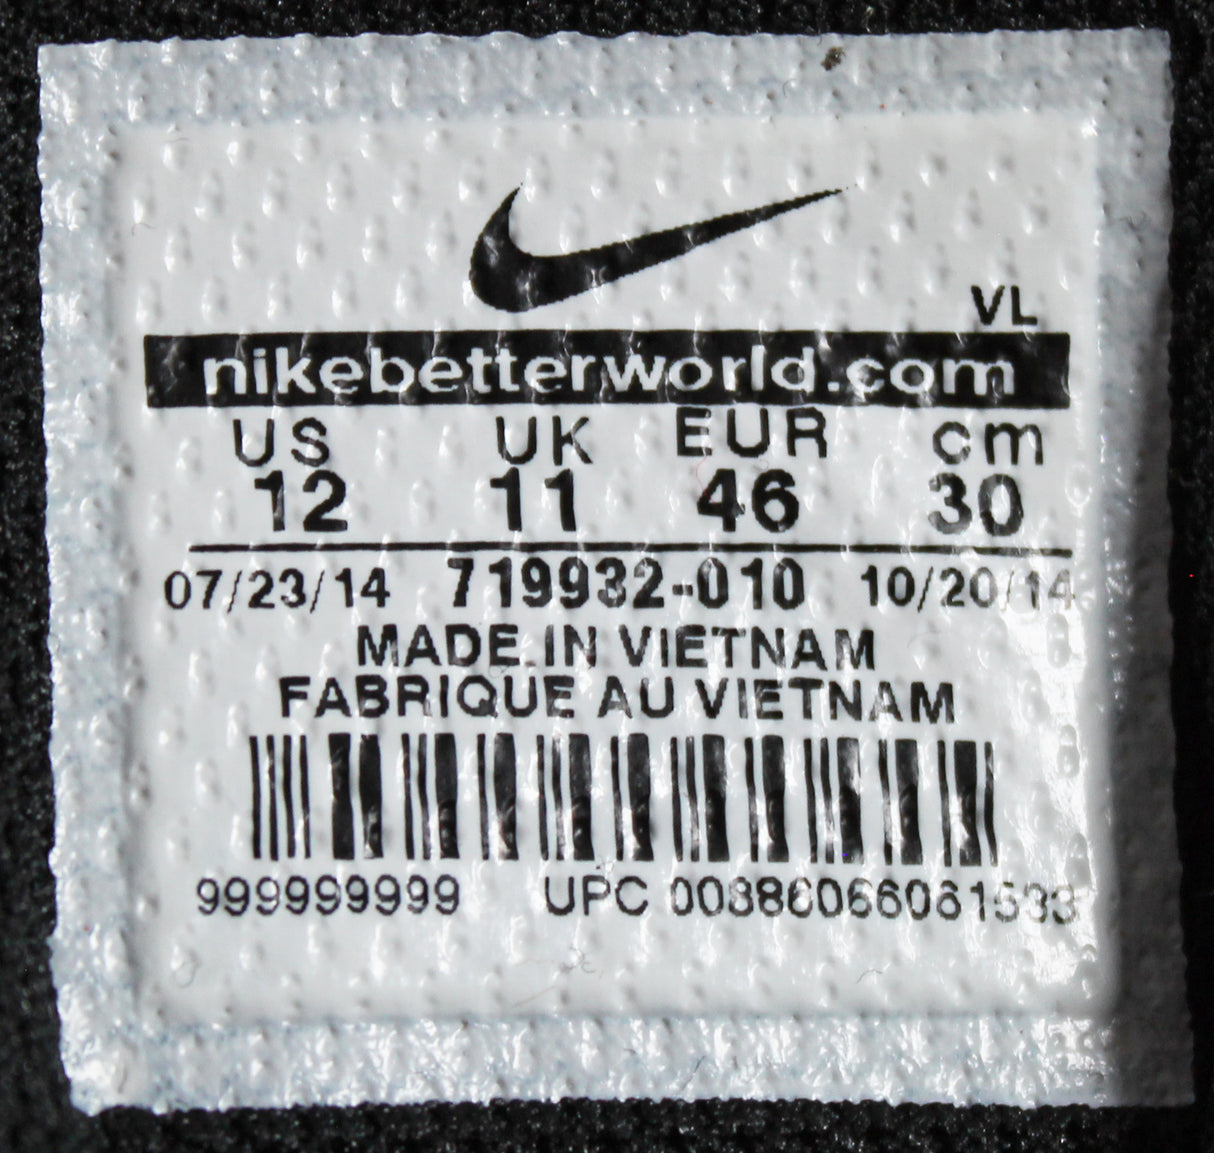 VL
nikebetterworld.com
US UK EUR cm
12 11 46 30
07/23/14 719932-010 10/20/14
MADE IN VIETNAM
FABRIQUE AU VIETNAM
999999999 UPC 00886066061533